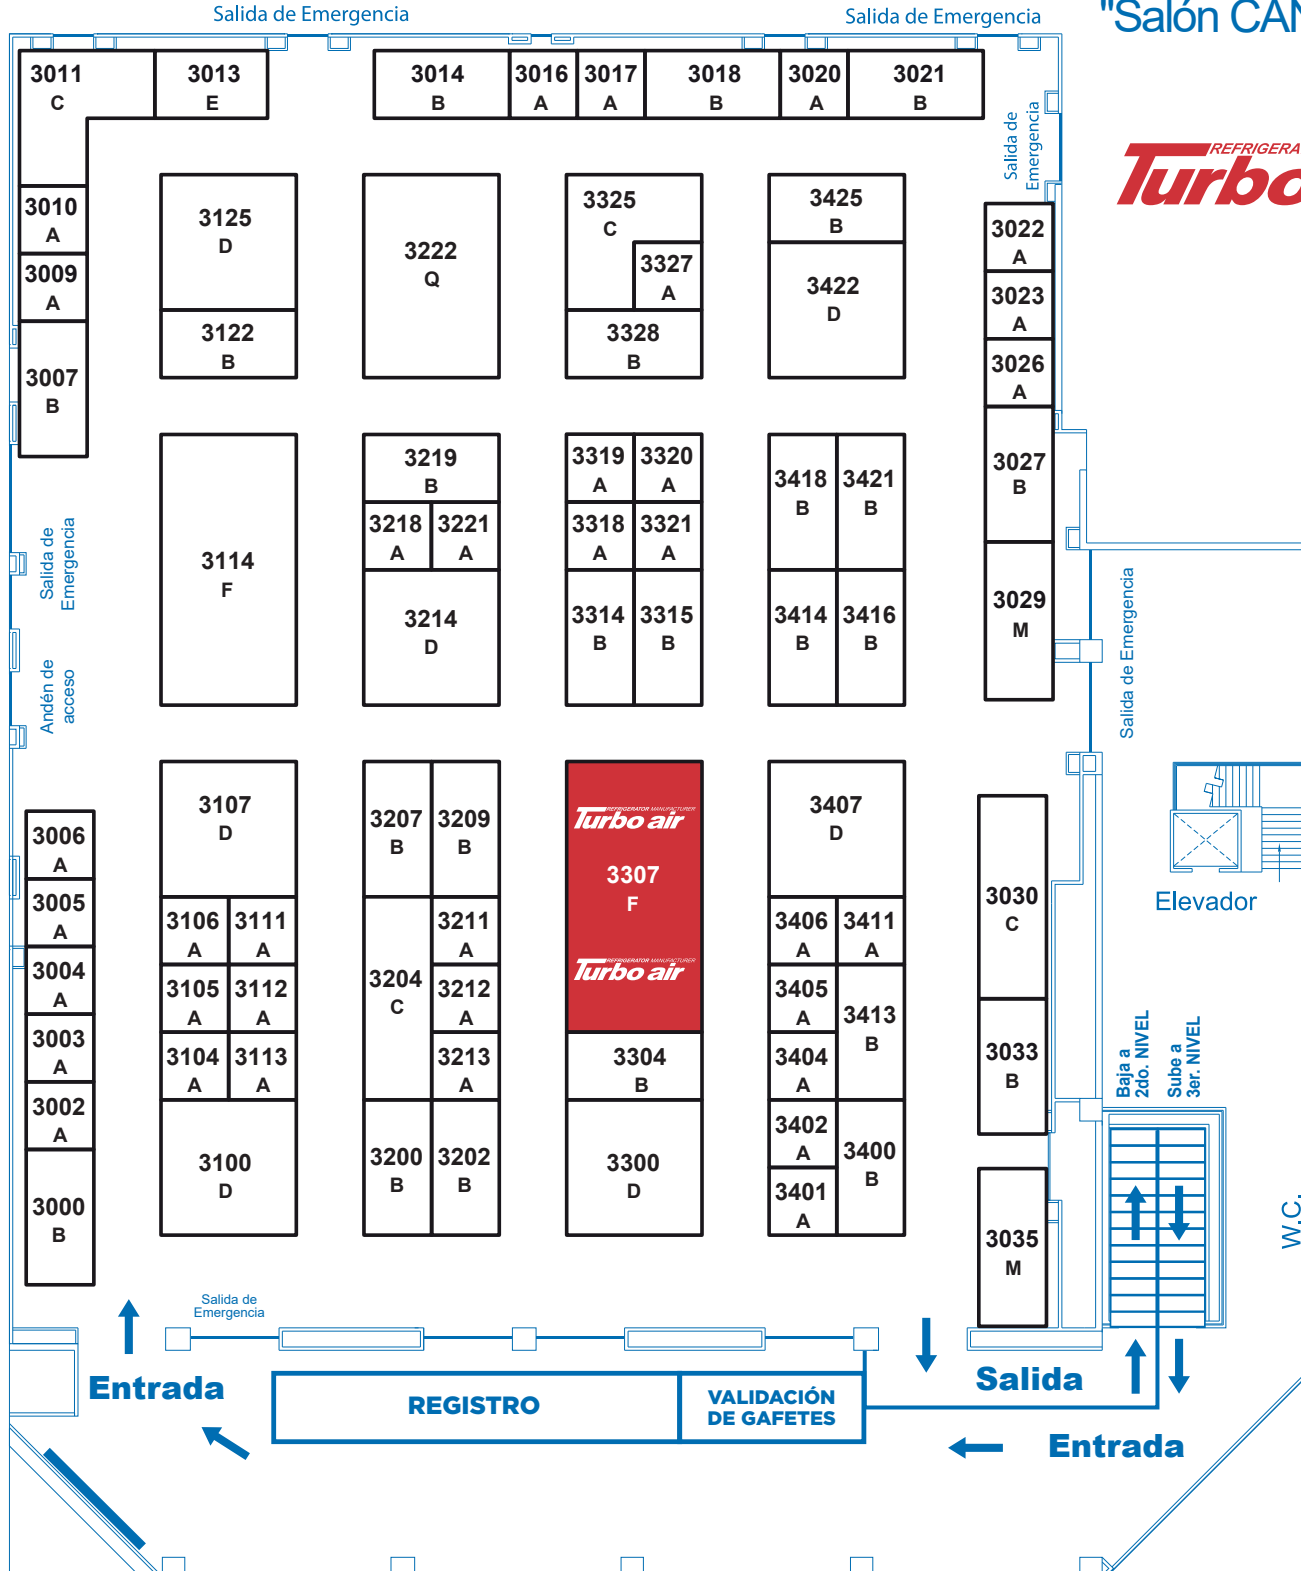 Salida de Emergencia
Salida de Emergencia
"Salón CAN
3011
C
3013
E
3014
B
3016
A
3017
A
3018
B
3020
A
3021
B
Salida de
Emergencia
REFRIGERA
Turbo
3010
A
3009
A
3007
B
3125
D
3122
B
3222
Q
3325
C
3327
A
3328
B
3425
B
3422
D
3022
A
3023
A
3026
A
3027
B
3029
M
3114
F
3219
B
3218
A
3221
A
3214
D
3319
A
3320
A
3318
A
3321
A
3314
B
3315
B
3418
B
3421
B
3414
B
3416
B
Salida de
Emergencia
Andén de
acceso
Salida de Emergencia
Elevador
3006
A
3005
A
3004
A
3003
A
3002
A
3000
B
3107
D
3106
A
3111
A
3105
A
3112
A
3104
A
3113
A
3100
D
3207
B
3209
B
3204
C
3211
A
3212
A
3213
A
3200
B
3202
B
REFRIGERATOR MANUFACTURER
Turbo air
3307
F
REFRIGERATOR MANUFACTURER
Turbo air
3304
B
3300
D
3407
D
3406
A
3411
A
3405
A
3413
B
3404
A
3402
A
3400
B
3401
A
3030
C
3033
B
3035
M
Baja a
2do. NIVEL
Sube a
3er. NIVEL
W.C.
Salida de
Emergencia
Entrada
REGISTRO
VALIDACIÓN
DE GAFETES
Salida
Entrada